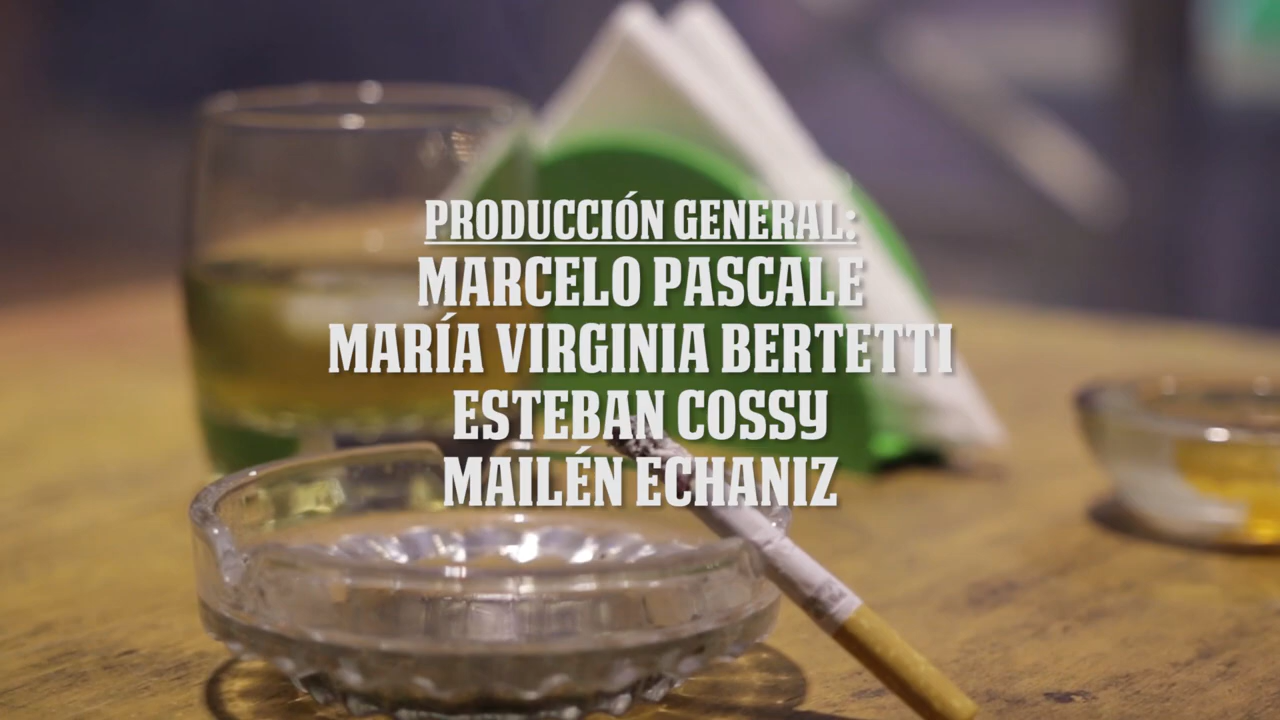 PRODUCCIÓN GENERAL:
MARCELO PASCALE
MARÍA VIRGINIA BERTETTI
ESTEBAN COSSY
MAILÉN ECHANIZ